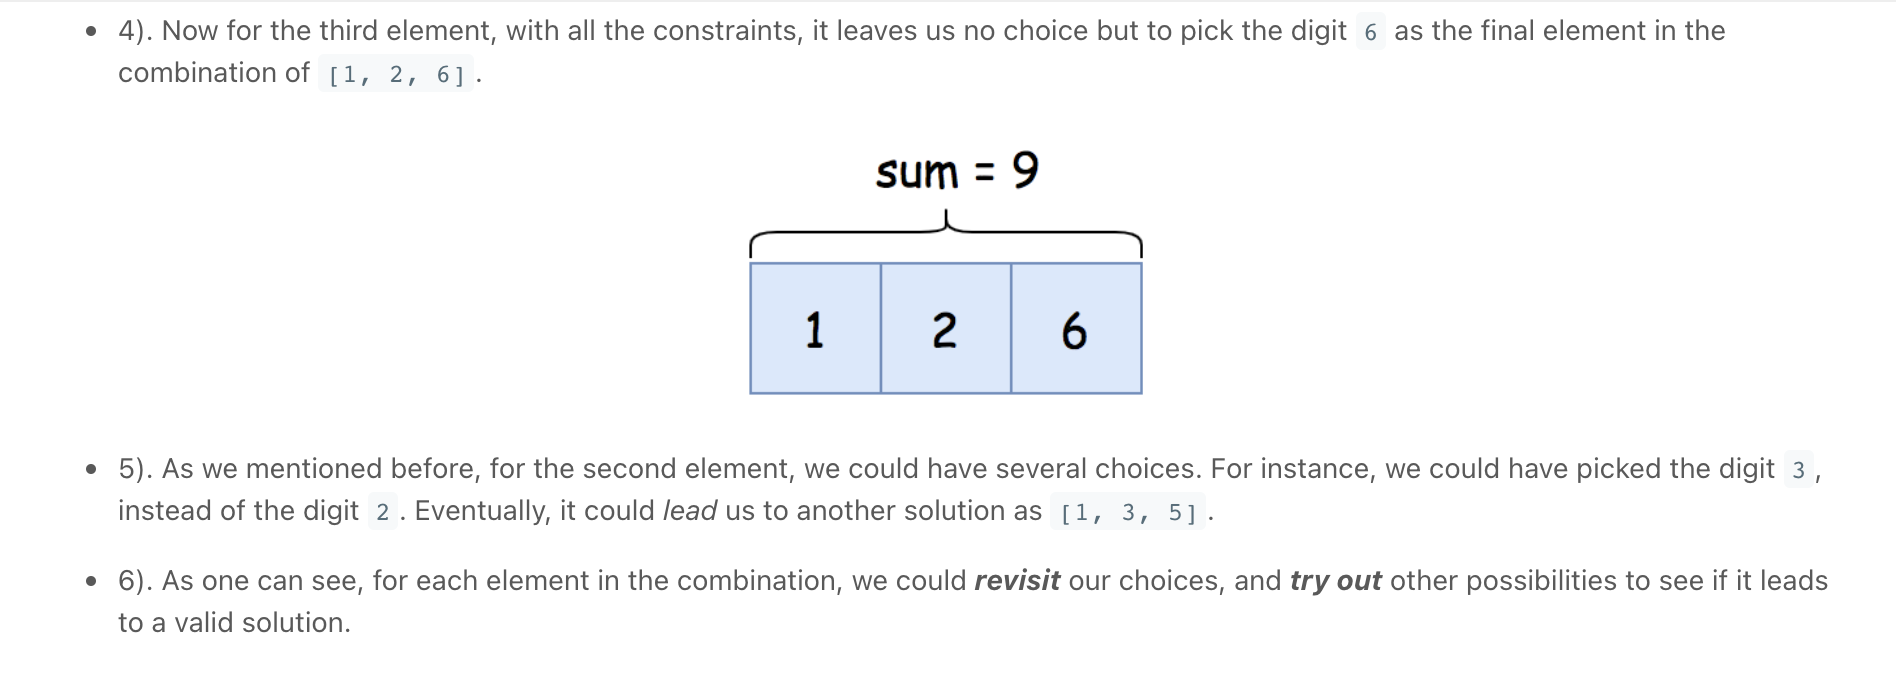 • 4). Now for the third element, with all the constraints, it leaves us no choice but to pick the digit 6 as the final element in the
combination of [1, 2, 6] .
sum = 9
1 2 6
• 5). As we mentioned before, for the second element, we could have several choices. For instance, we could have picked the digit 3 ,
instead of the digit 2 . Eventually, it could lead us to another solution as [1, 3, 5] .
• 6). As one can see, for each element in the combination, we could revisit our choices, and try out other possibilities to see if it leads
to a valid solution.